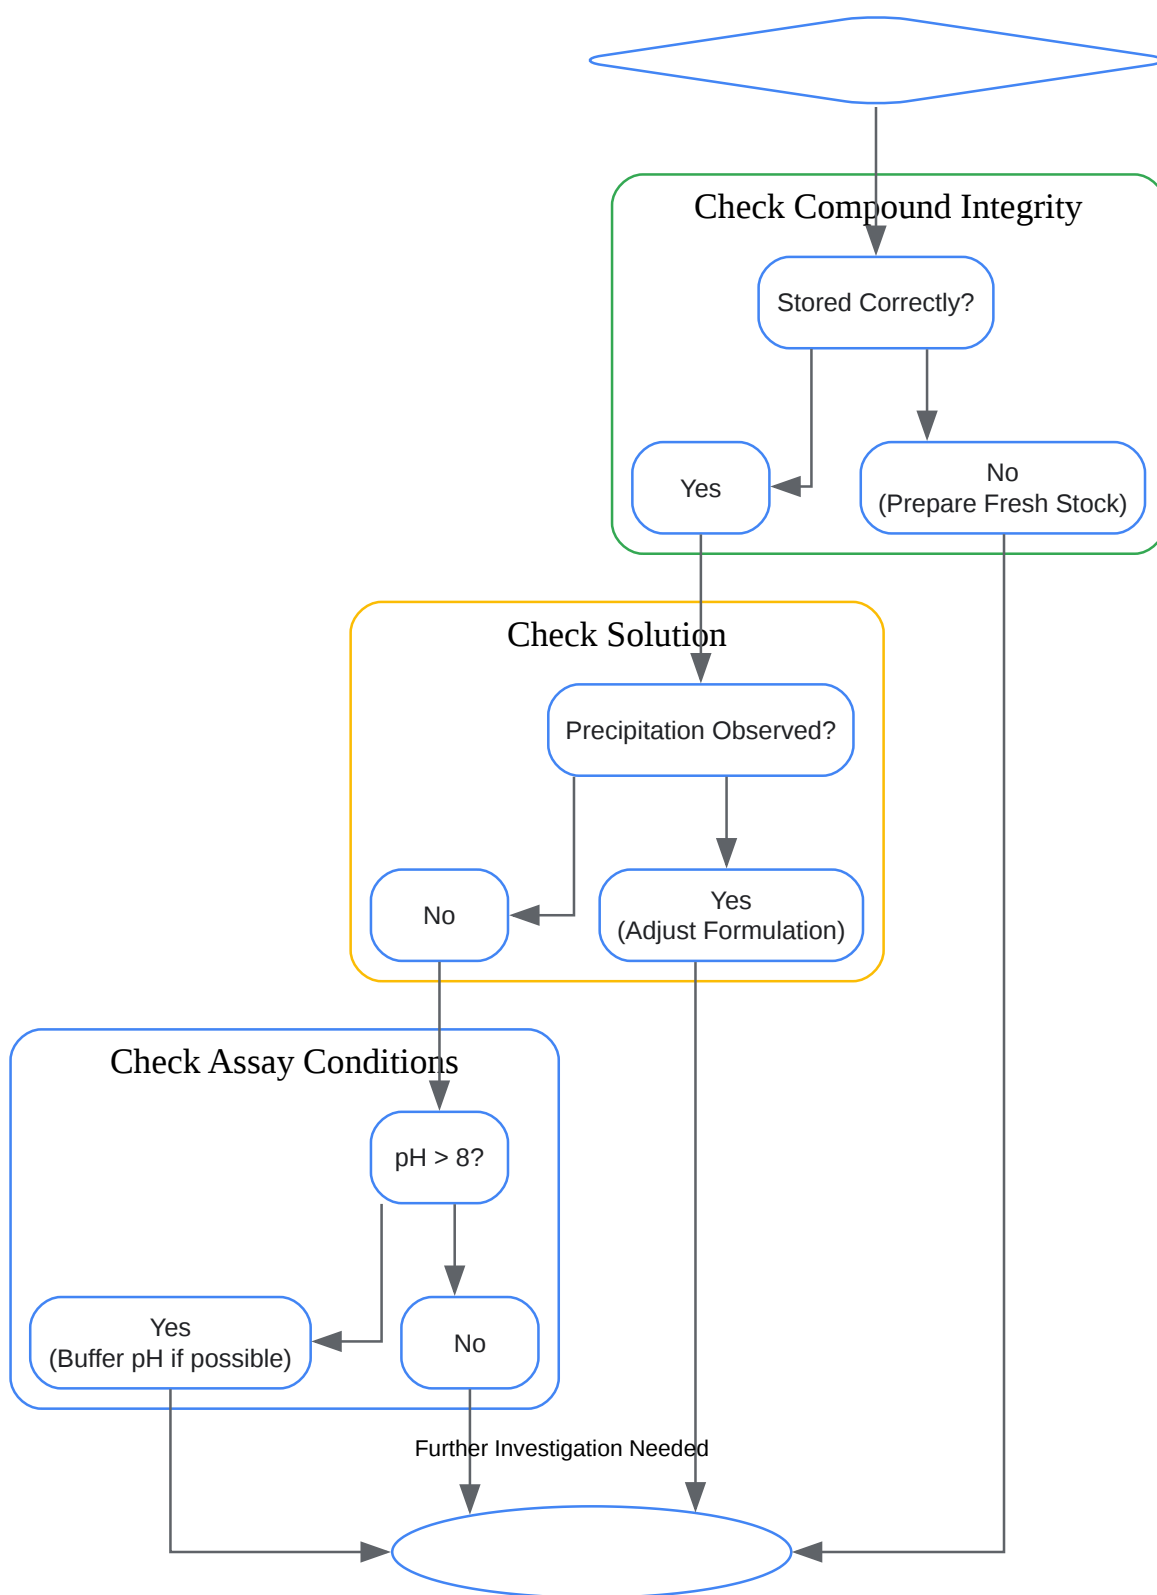 Check Compound Integrity
Stored Correctly?
Yes
No
(Prepare Fresh Stock)
Check Solution
Precipitation Observed?
No
Yes
(Adjust Formulation)
Check Assay Conditions
pH > 8?
Yes
(Buffer pH if possible)
No
Further Investigation Needed